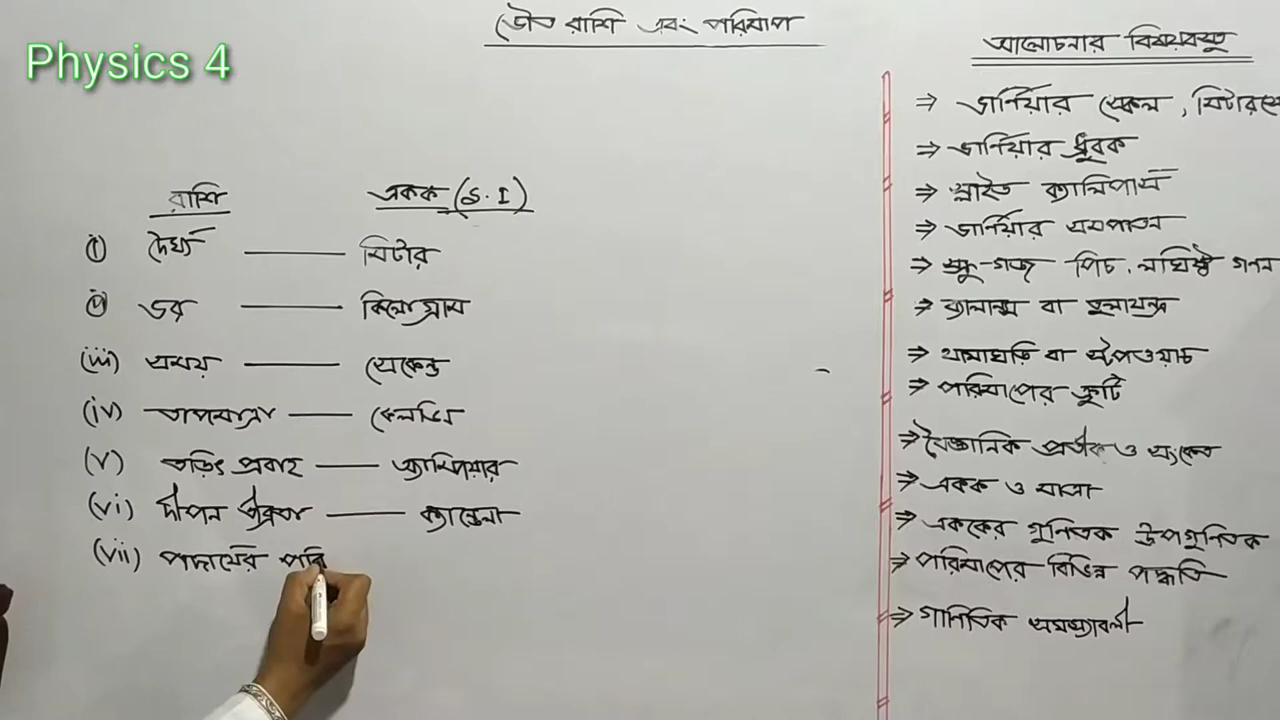 Physics 4
ভৌত রাশি এবং পরিমাপ
রাশি একক (S.I)
(i) দৈর্ঘ্য — মিটার
(ii) ভর — কিলোগ্রাম
(iii) সময় — সেকেন্ড
(iv) তাপমাত্রা — কেলভিন
(v) তড়িৎ প্রবাহ — অ্যাম্পিয়ার
(vi) দীপন তীব্রতা — ক্যান্ডেলা
(vii) পদার্থের পরি
আলোচনার বিষয়বস্তু
⇒ ভার্ণিয়ার স্কেল, মিটারস্কে
⇒ ভার্ণিয়ার ধ্রুবক
⇒ স্লাইড ক্যালিপার্স
⇒ ভার্ণিয়ার সমপাতন
⇒ স্ক্রু-গজ পিচ, লঘিষ্ঠ গণন
⇒ ব্যালান্স বা তুলাযন্ত্র
⇒ থামাঘড়ি বা স্টপওয়াচ
⇒ পরিমাপের ত্রুটি
⇒ বৈজ্ঞানিক প্রতীক ও সংকেত
⇒ একক ও মাত্রা
⇒ এককের গুনিতক উপগুনিতক
⇒ পরিমাপের বিভিন্ন পদ্ধতি
⇒ গানিতিক সমস্যাবলী